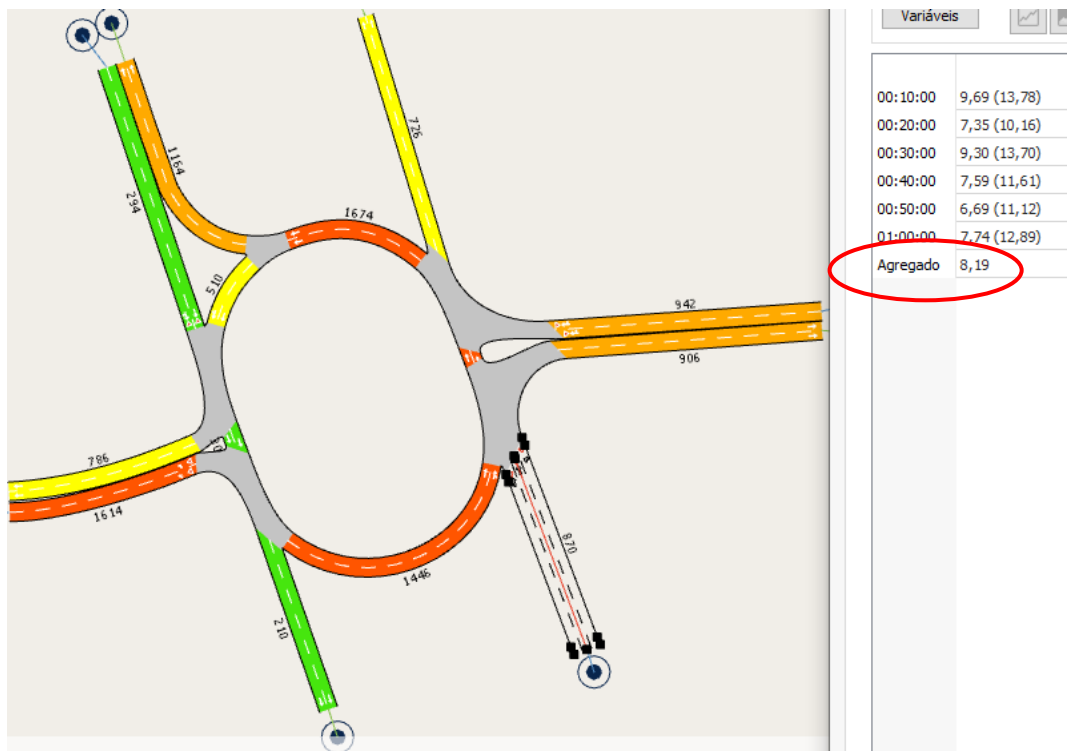 Variáveis
00:10:00 9,69 (13,78)
00:20:00 7,35 (10,16)
00:30:00 9,30 (13,70)
00:40:00 7,59 (11,61)
00:50:00 6,69 (11,12)
01:00:00 7,74 (12,89)
Agregado 8,19
726
1164
294
1674
510
942
906
786
1614
870
1446
210